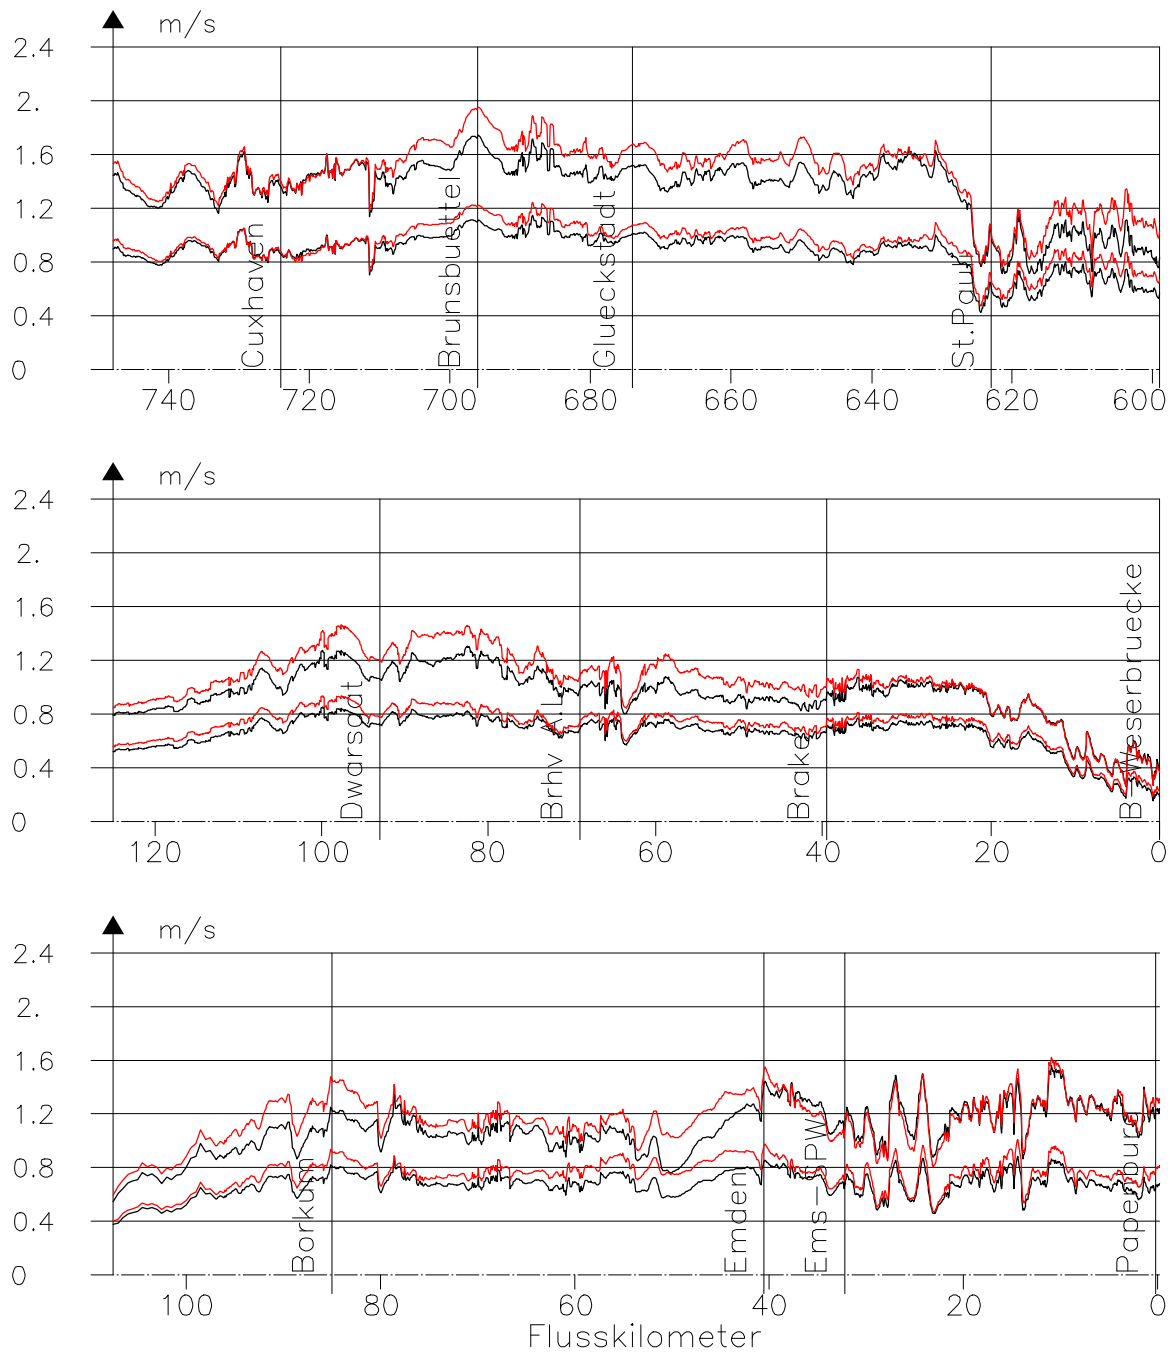 m/s
2.4
2.
1.6
1.2
0.8
0.4
0
Cuxhaven
Brunsbuettel
Glueckstadt
St.Pauli
740 720 700 680 660 640 620 600
m/s
2.4
2.
1.6
1.2
0.8
0.4
0
Dwarsgat
Brhv A.L.
Brake
B-Weserbruecke
120 100 80 60 40 20 0
m/s
2.4
2.
1.6
1.2
0.8
0.4
0
Borkum
Emden
Ems-PW
Papenburg
100 80 60 40 20 0
Flusskilometer